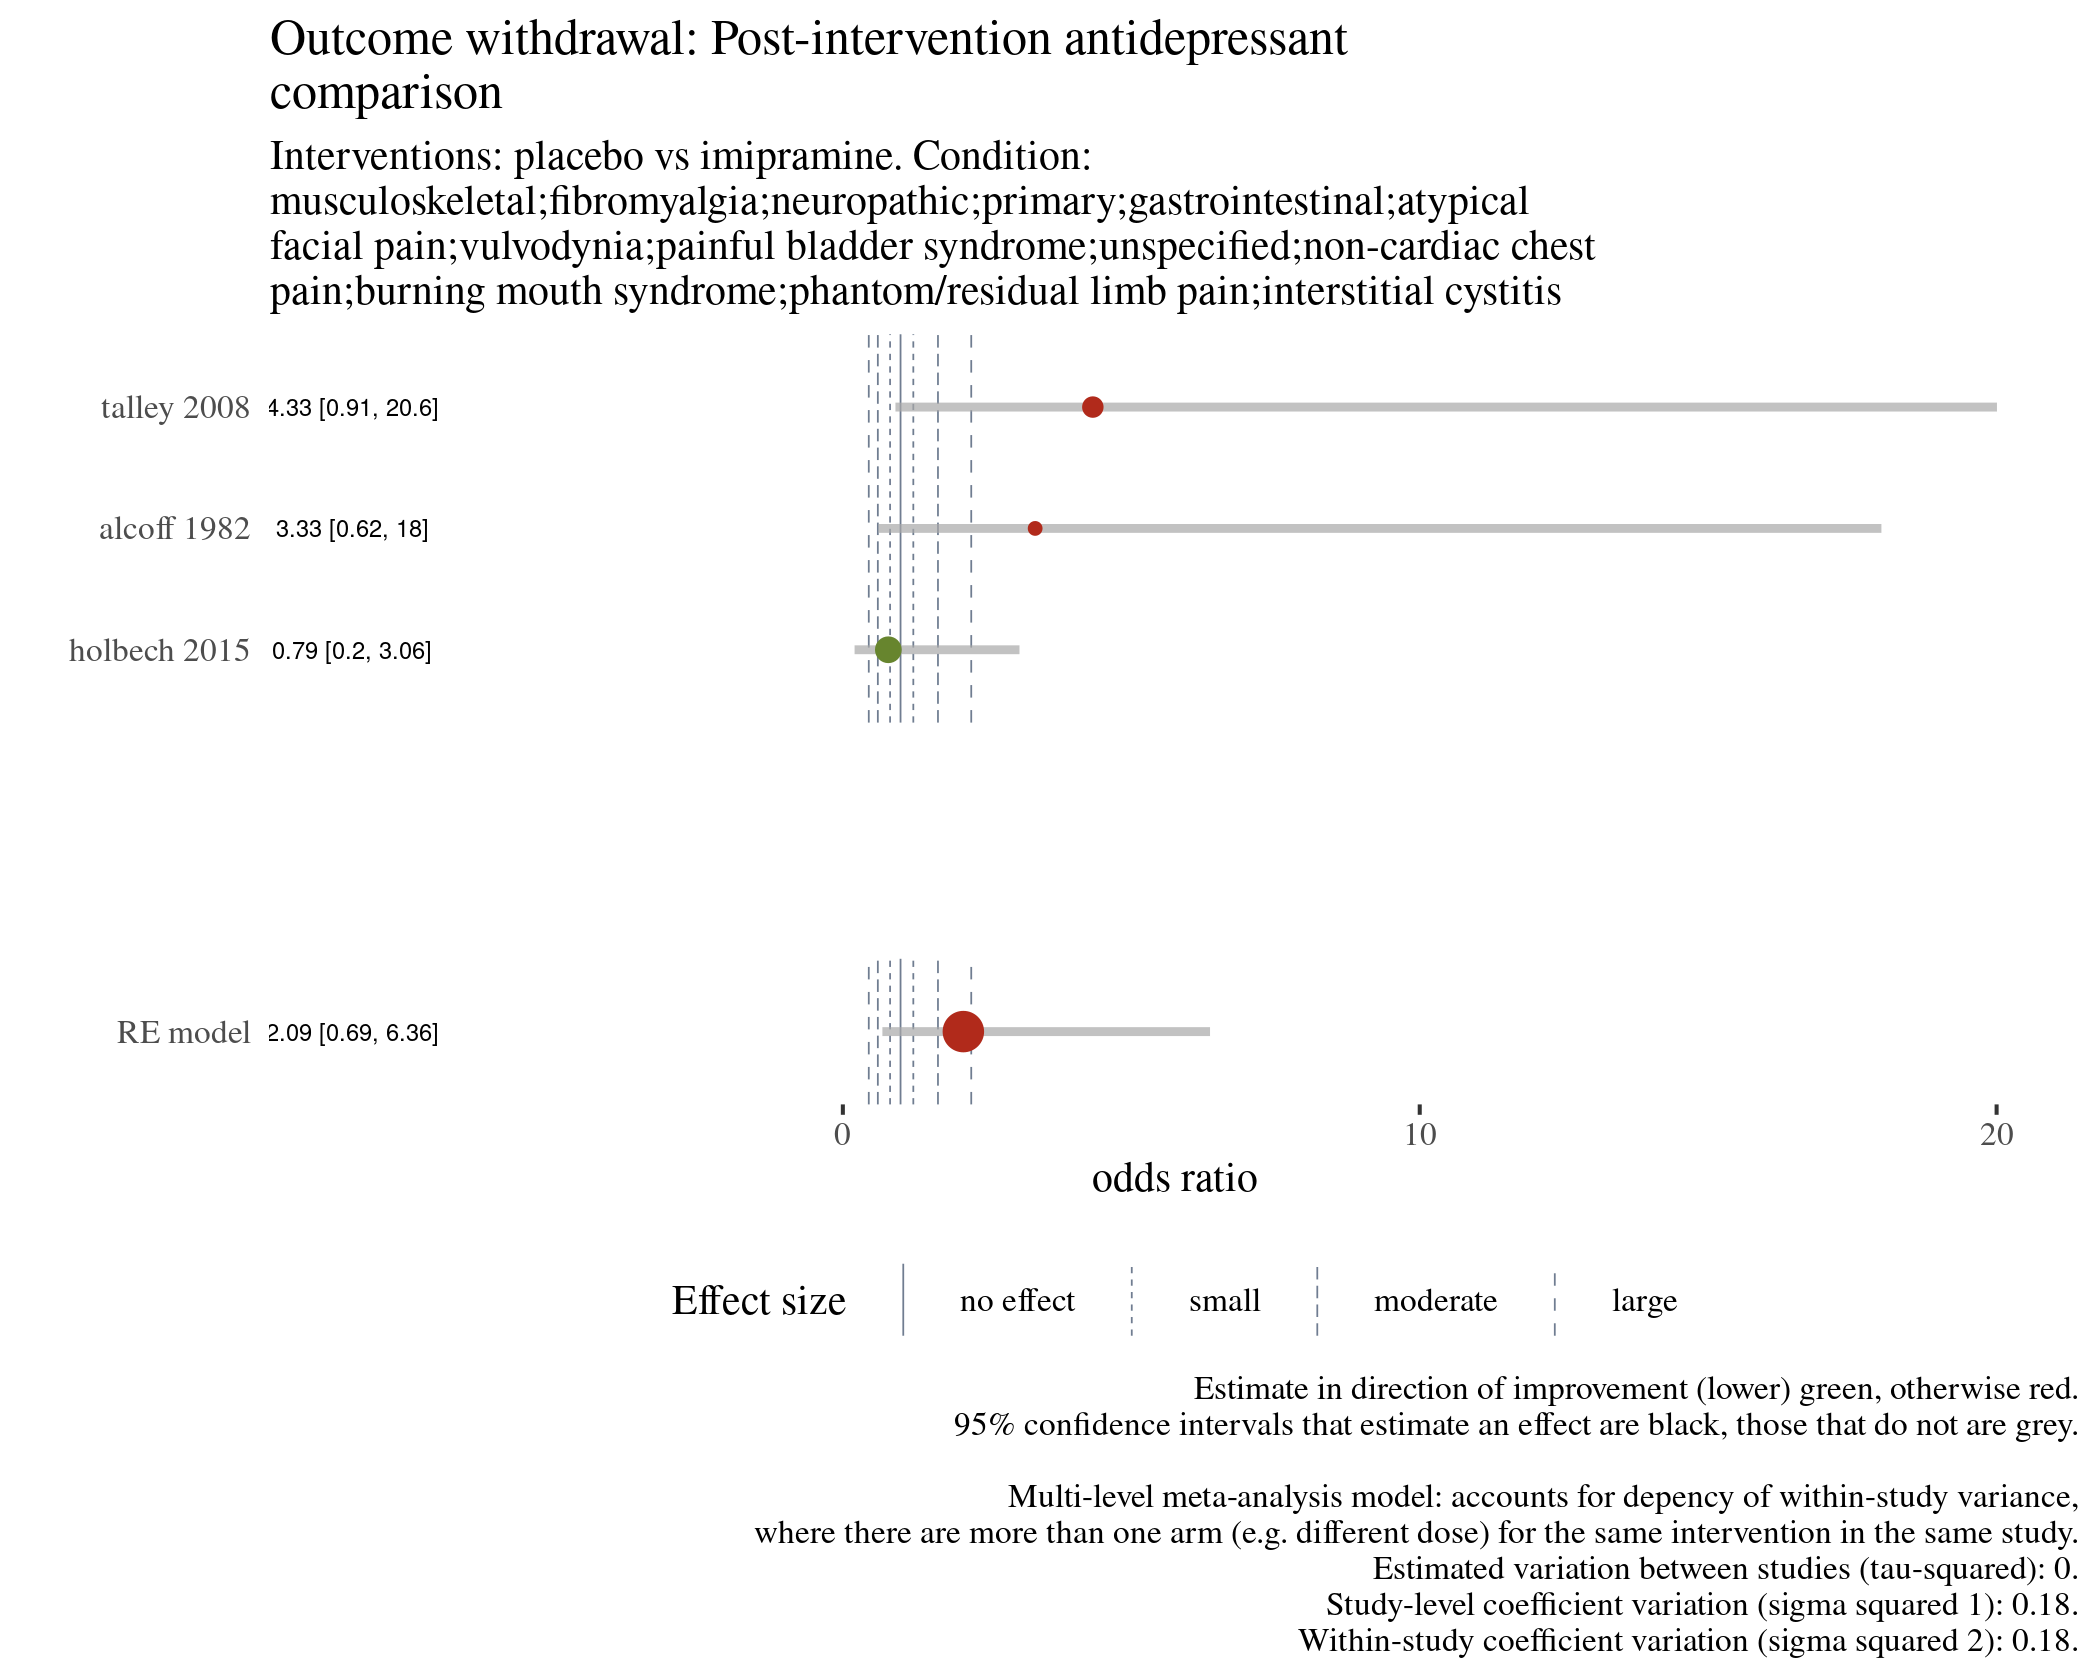 Outcome withdrawal: Post-intervention antidepressant
comparison
Interventions: placebo vs imipramine. Condition:
musculoskeletal;fibromyalgia;neuropathic;primary;gastrointestinal;atypical
facial pain;vulvodynia;painful bladder syndrome;unspecified;non-cardiac chest
pain;burning mouth syndrome;phantom/residual limb pain;interstitial cystitis
talley 2008 4.33 [0.91, 20.6]
alcoff 1982 3.33 [0.62, 18]
holbech 2015 0.79 [0.2, 3.06]
RE model 2.09 [0.69, 6.36]
0 10 20
odds ratio
Effect size no effect small moderate large
Estimate in direction of improvement (lower) green, otherwise red.
95% confidence intervals that estimate an effect are black, those that do not are grey.
Multi-level meta-analysis model: accounts for depency of within-study variance,
where there are more than one arm (e.g. different dose) for the same intervention in the same study.
Estimated variation between studies (tau-squared): 0.
Study-level coefficient variation (sigma squared 1): 0.18.
Within-study coefficient variation (sigma squared 2): 0.18.